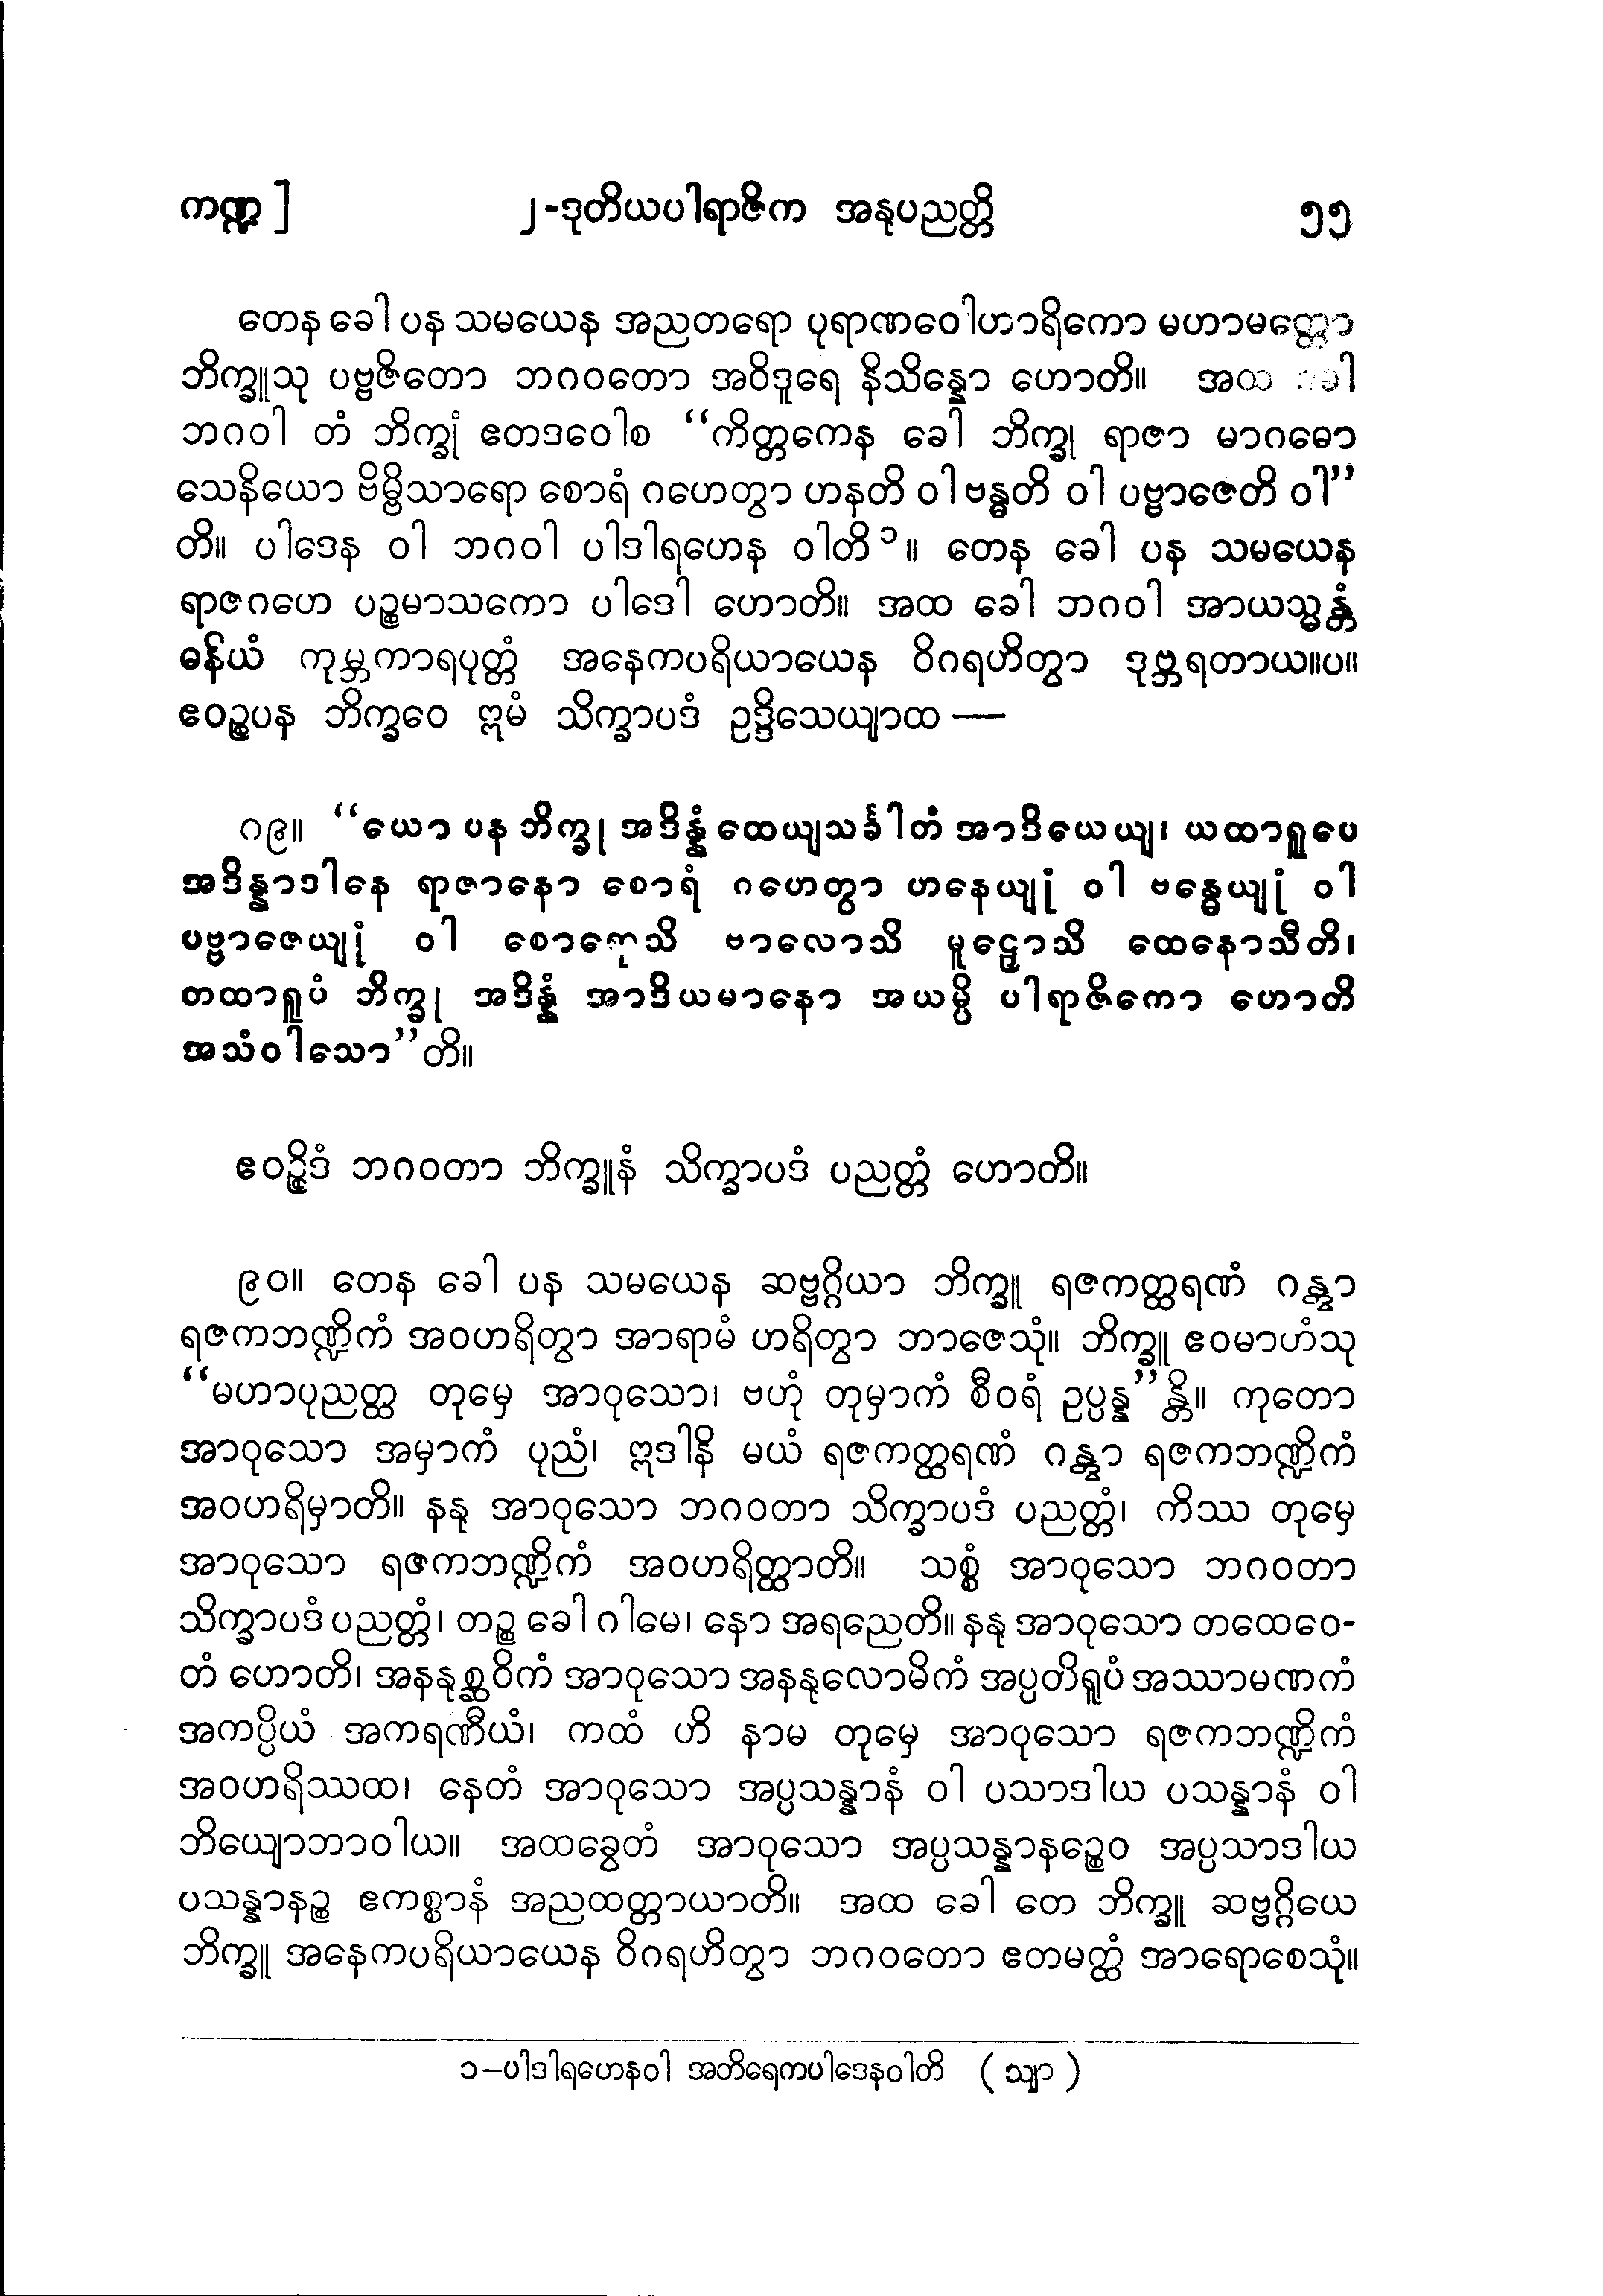 ကဏ္ဍ ] ၂-ဒုတိယပါရာဇိက အနုပညတ္တိ ၅၅
တေန ခေါ ပန သမယေန အညတရော ပုရာဏဝေါဟာရိကော မဟာမတ္တော
ဘိက္ခူသု ပဗ္ဗဇိတော ဘဂဝတော အဝိဒူရေ နိသိန္နော ဟောတိ။ အထ ခေါ
ဘဂဝါ တံ ဘိက္ခုံ ဧတဒဝေါစ “ကိတ္တကေန ခေါ ဘိက္ခု ရာဇာ မာဂဓော
သေနိယော ဗိမ္ဗိသာရော စောရံ ဂဟေတွာ ဟနတိ ဝါ ဗန္ဓတိ ဝါ ပဗ္ဗာဇေတိ ဝါ”
တိ။ ပါဒေန ဝါ ဘဂဝါ ပါဒါရဟေန ဝါတိ ၁ ။ တေန ခေါ ပန သမယေန
ရာဇဂဟေ ပဉ္စမာသကော ပါဒေါ ဟောတိ။ အထ ခေါ ဘဂဝါ အာယသ္မန္တံ
ဓနိယံ ကုမ္ဘကာရပုတ္တံ အနေကပရိယာယေန ဝိဂရဟိတွာ ဒုဗ္ဘရတာယ။ပ။
ဧဝဉ္စပန ဘိက္ခဝေ ဣမံ သိက္ခာပဒံ ဥဒ္ဒိသေယျာထ —
၈၉။ “ယော ပန ဘိက္ခု အဒိန္နံ ထေယျသင်္ခါတံ အာဒိယေယျ၊ ယထာရူပေ
အဒိန္နာဒါနေ ရာဇာနော စောရံ ဂဟေတွာ ဟနေယျုံ ဝါ ဗန္ဓေယျုံ ဝါ
ပဗ္ဗာဇေယျုံ ဝါ စောရောသိ ဗာလောသိ မူဠှောသိ ထေနောသီတိ၊
တထာရူပံ ဘိက္ခု အဒိန္နံ အာဒိယမာနော အယမ္ပိ ပါရာဇိကော ဟောတိ
အသံဝါသော”တိ။
ဧဝဉ္စိဒံ ဘဂဝတာ ဘိက္ခူနံ သိက္ခာပဒံ ပညတ္တံ ဟောတိ။
၉၀။ တေန ခေါ ပန သမယေန ဆဗ္ဗဂ္ဂိယာ ဘိက္ခူ ရဇကတ္ထရဏံ ဂန္တွာ
ရဇကဘဏ္ဍိကံ အဝဟရိတွာ အာရာမံ ဟရိတွာ ဘာဇေသုံ။ ဘိက္ခူ ဧဝမာဟံသု
“မဟာပုညတ္ထ တုမှေ အာဝုသော၊ ဗဟုံ တုမှာကံ စီဝရံ ဥပ္ပန္န”န္တိ။ ကုတော
အာဝုသော အမှာကံ ပုညံ၊ ဣဒါနိ မယံ ရဇကတ္ထရဏံ ဂန္တွာ ရဇကဘဏ္ဍိကံ
အဝဟရိမှာတိ။ နနု အာဝုသော ဘဂဝတာ သိက္ခာပဒံ ပညတ္တံ၊ ကိဿ တုမှေ
အာဝုသော ရဇကဘဏ္ဍိကံ အဝဟရိတ္ထာတိ။ သစ္စံ အာဝုသော ဘဂဝတာ
သိက္ခာပဒံ ပညတ္တံ၊ တဉ္စ ခေါ ဂါမေ၊ နော အရညေတိ။ နနု အာဝုသော တထေဝေ-
တံ ဟောတိ၊ အနနုစ္ဆဝိကံ အာဝုသော အနနုလောမိကံ အပ္ပတိရူပံ အဿာမဏကံ
အကပ္ပိယံ အကရဏီယံ၊ ကထံ ဟိ နာမ တုမှေ အာဝုသော ရဇကဘဏ္ဍိကံ
အဝဟရိဿထ၊ နေတံ အာဝုသော အပ္ပသန္နာနံ ဝါ ပသာဒါယ ပသန္နာနံ ဝါ
ဘိယျောဘာဝါယ။ အထခွေတံ အာဝုသော အပ္ပသန္နာနဉ္စေဝ အပ္ပသာဒါယ
ပသန္နာနဉ္စ ဧကစ္စာနံ အညထတ္တာယာတိ။ အထ ခေါ တေ ဘိက္ခူ ဆဗ္ဗဂ္ဂိယေ
ဘိက္ခူ အနေကပရိယာယေန ဝိဂရဟိတွာ ဘဂဝတော ဧတမတ္ထံ အာရောစေသုံ။
၁–ပါဒါရဟေနဝါ အတိရေကပါဒေနဝါတိ ( သျာ )